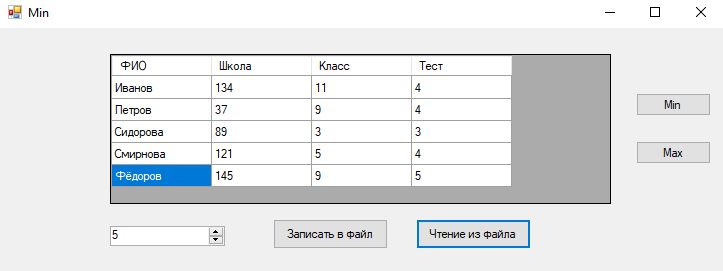 Min
ФИО Школа Класс Тест
Иванов 134 11 4
Петров 37 9 4
Сидорова 89 3 3
Смирнова 121 5 4
Фёдоров 145 9 5
Min
Max
5 Записать в файл Чтение из файла